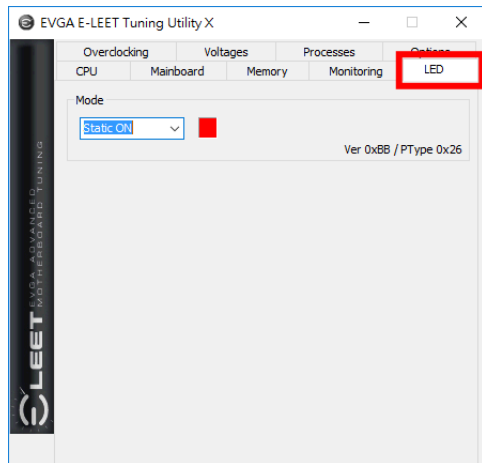 EVGA E-LEET Tuning Utility X
Overclocking Voltages Processes Options
CPU Mainboard Memory Monitoring LED
Mode
Static ON
Ver 0xBB / PType 0x26
ELEET EVGA ADVANCED
MOTHERBOARD TUNING